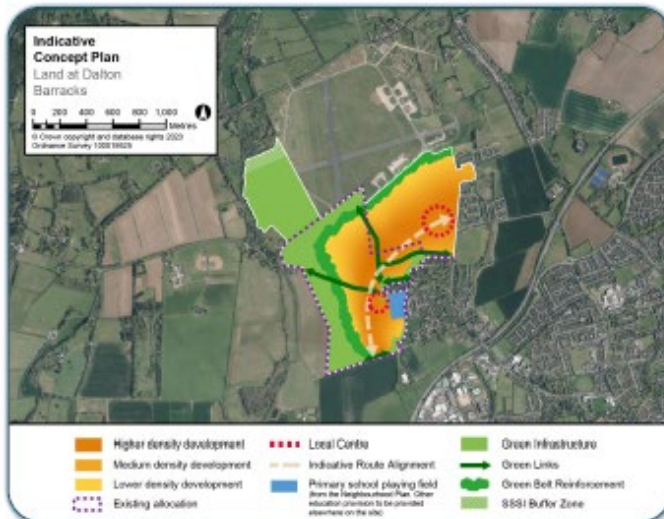 Indicative
Concept Plan
Land at Dalton
Barracks
0 200 400 600 800 1,000
Metres
© Crown copyright and database rights 2023
Ordnance Survey
Higher density development
Medium density development
Lower density development
Existing allocation
Local Centre
Indicative Route Alignment
Primary school playing field
(from the Neighbourhood Plan. Other
education provision to be provided
elsewhere on the site)
Green Infrastructure
Green Links
Green Belt Reinforcement
SSSI Buffer Zone